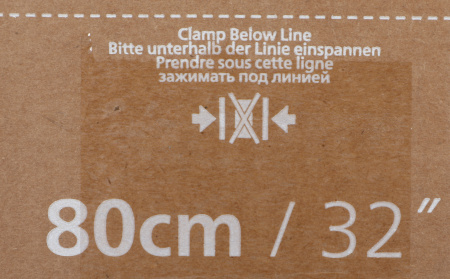 Clamp Below Line
Bitte unterhalb der Linie einspannen
Prendre sous cette ligne
зажимать под линией
80cm / 32″